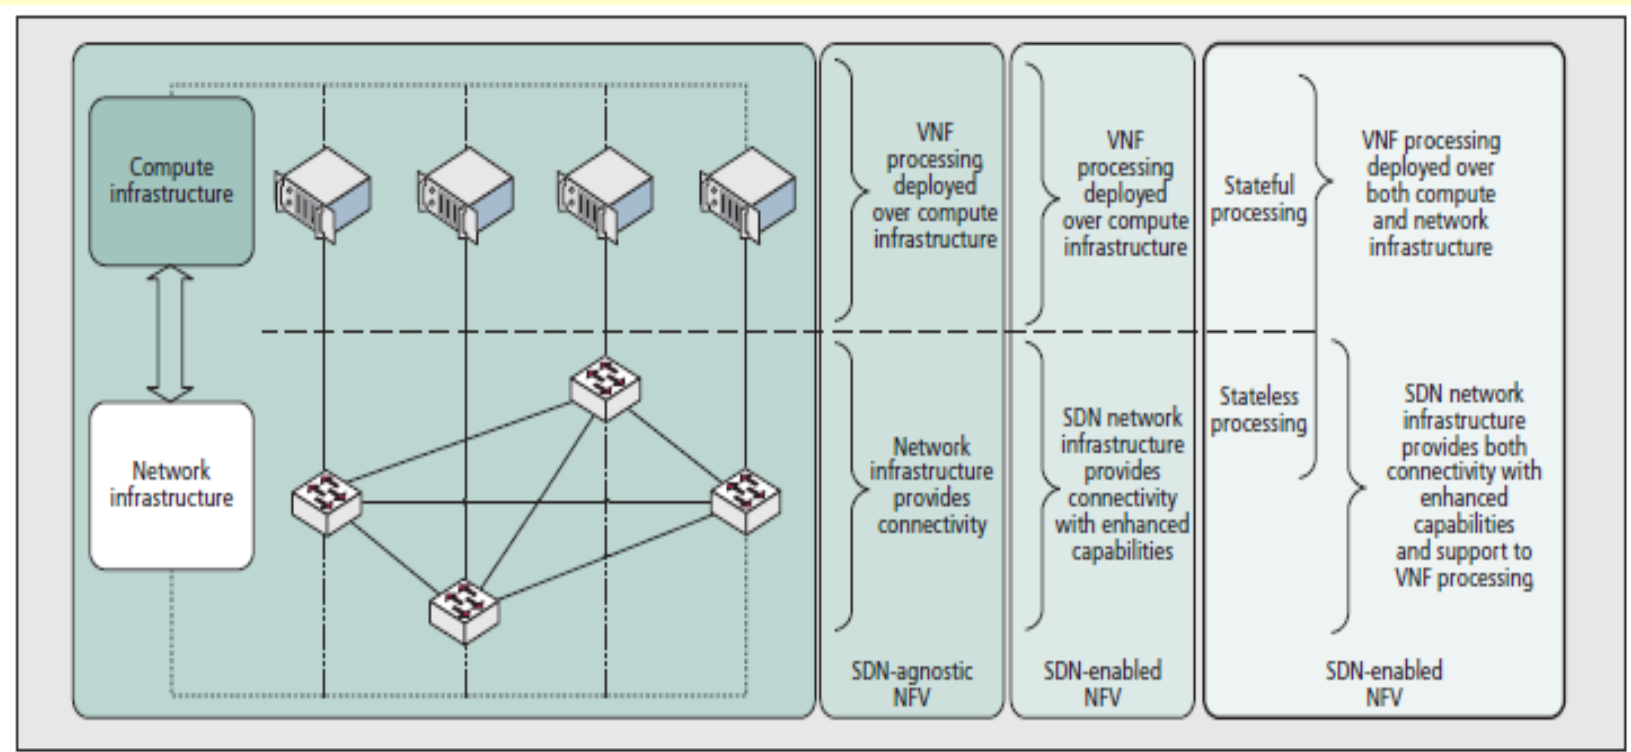 Compute
infrastructure
Network
infrastructure
VNF
processing
deployed
over compute
infrastructure
Network
infrastructure
provides
connectivity
SDN-agnostic
NFV
VNF
processing
deployed
over compute
infrastructure
SDN network
infrastructure
provides
connectivity
with enhanced
capabilities
SDN-enabled
NFV
Stateful
processing
Stateless
processing
VNF processing
deployed over
both compute
and network
infrastructure
SDN network
infrastructure
provides both
connectivity with
enhanced
capabilities
and support to
VNF processing
SDN-enabled
NFV